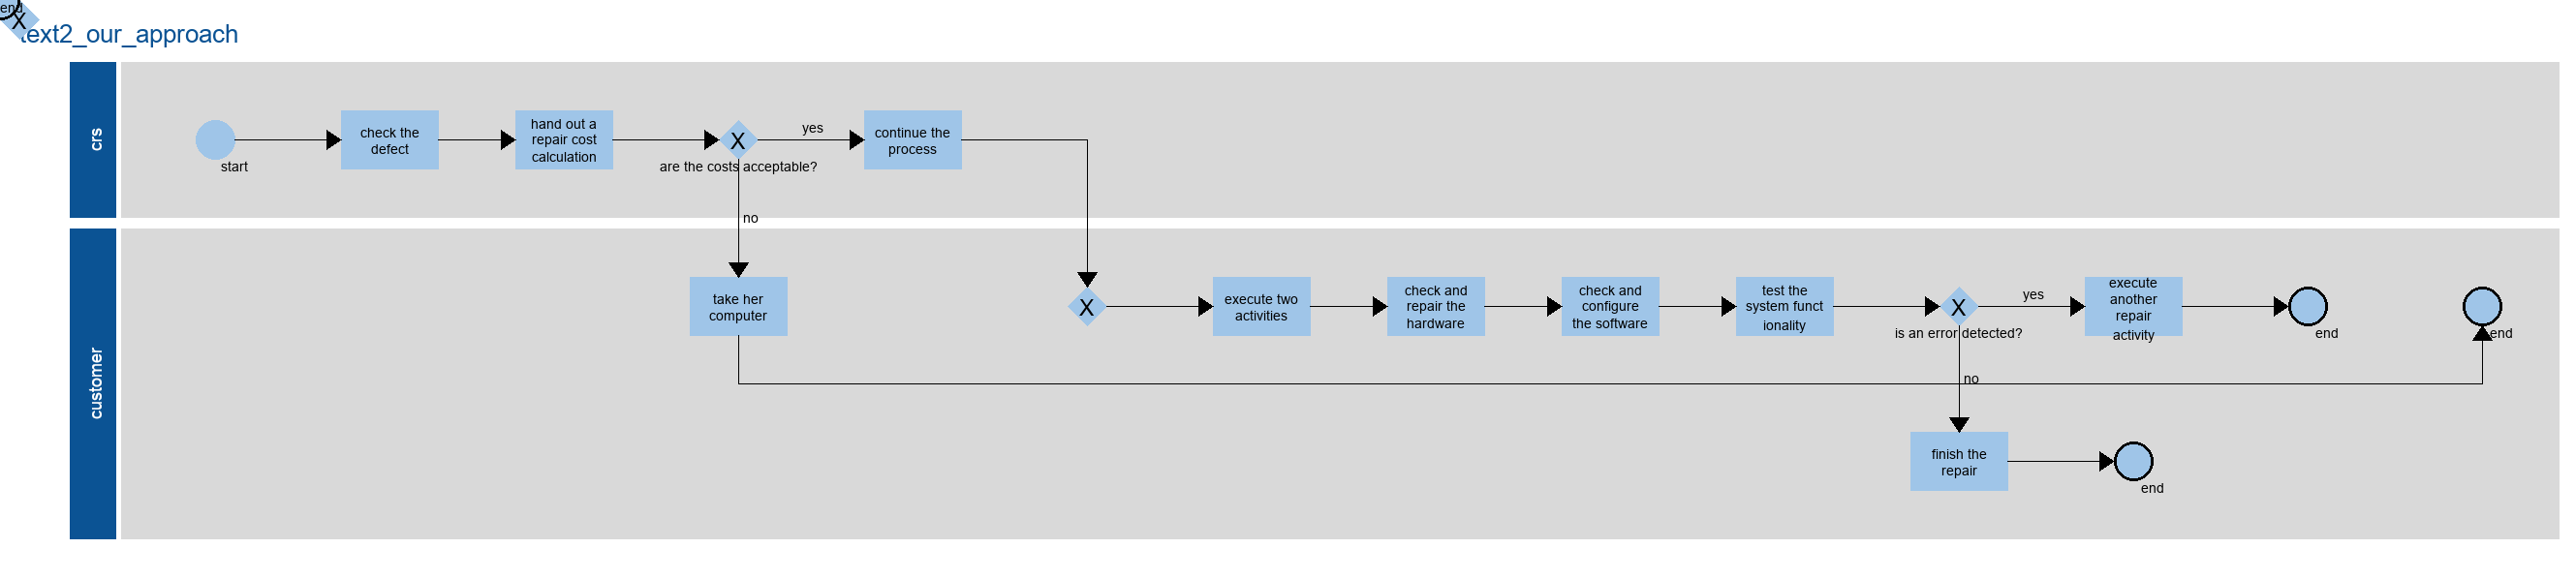 end
X
text2_our_approach
crs
start
check the
defect
hand out a
repair cost
calculation
X
are the costs acceptable?
yes
continue the
process
no
customer
take her
computer
X
execute two
activities
check and
repair the
hardware
check and
configure
the software
test the
system funct
ionality
X
is an error detected?
yes
execute
another
repair
activity
end
end
no
finish the
repair
end